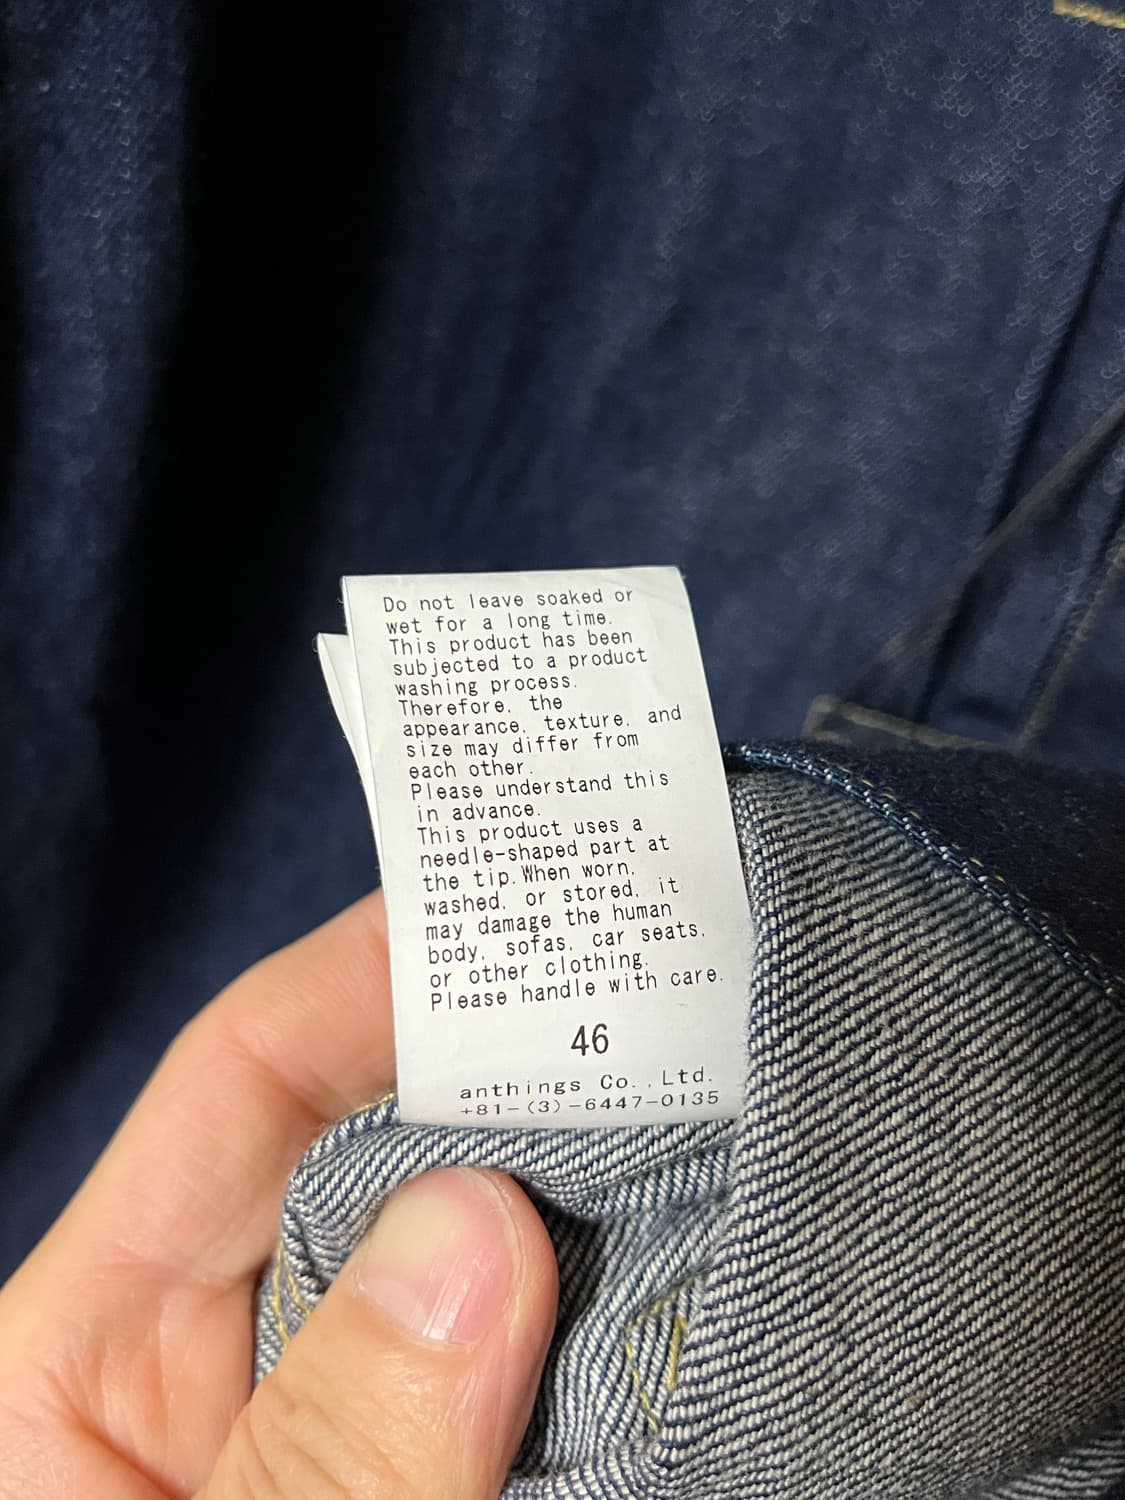 Do not leave soaked or
wet for a long time.
This product has been
subjected to a product
washing process.
Therefore, the
appearance, texture, and
size may differ from
each other.
Please understand this
in advance.
This product uses a
needle-shaped part at
the tip.When worn,
washed, or stored, it
may damage the human
body, sofas, car seats,
or other clothing.
Please handle with care.
46
anthings Co.,Ltd.
+81-(3)-6447-0135